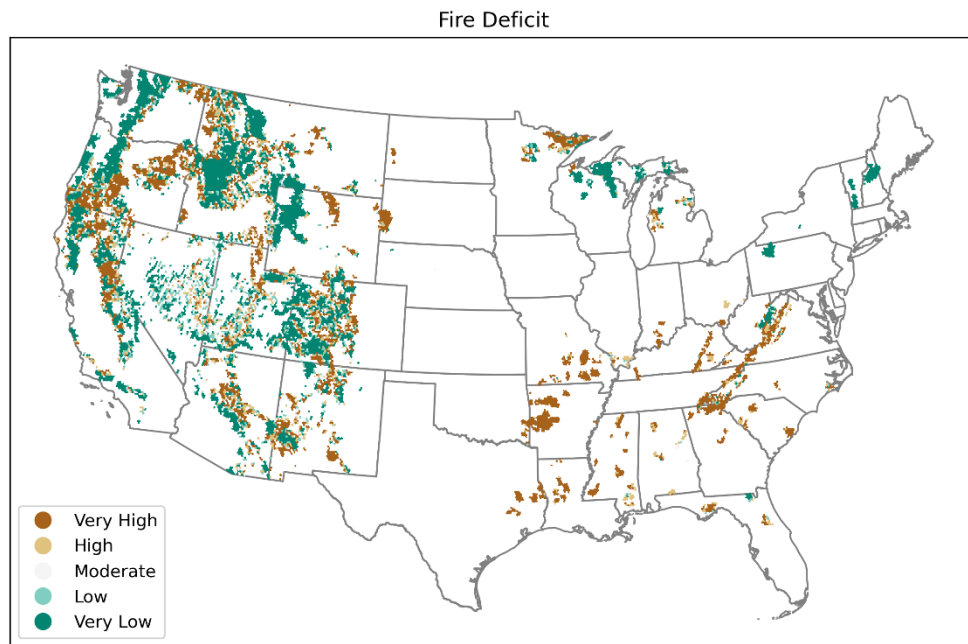 Fire Deficit
Very High
High
Moderate
Low
Very Low